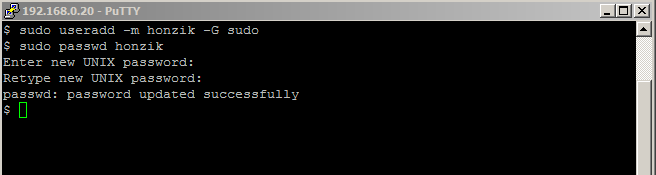 192.168.0.20 - PuTTY
$ sudo useradd -m honzik -G sudo
$ sudo passwd honzik
Enter new UNIX password:
Retype new UNIX password:
passwd: password updated successfully
$